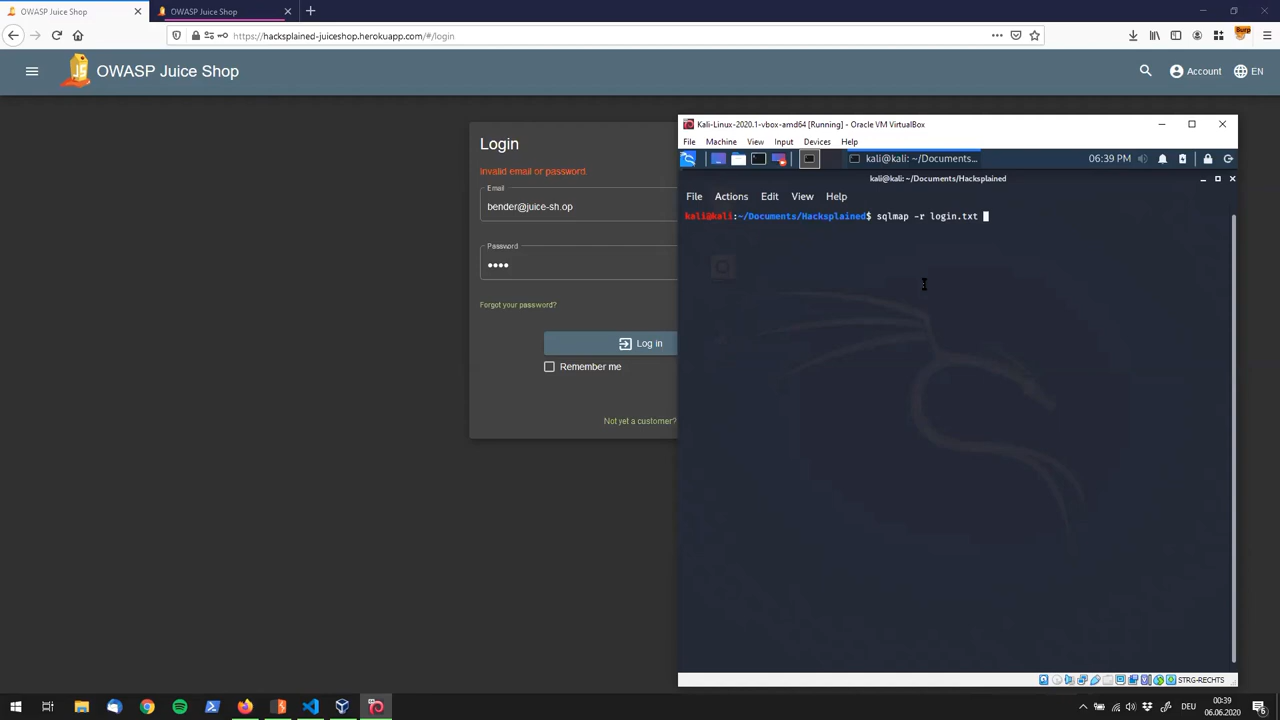 OWASP Juice Shop
OWASP Juice Shop
https://hacksplained-juiceshop.herokuapp.com/#/login
Burp
OWASP Juice Shop
Account
EN
Login
Invalid email or password.
Email
bender@juice-sh.op
Password
••••
Forgot your password?
Log in
Remember me
Not yet a customer?
Kali-Linux-2020.1-vbox-amd64 [Running] - Oracle VM VirtualBox
File Machine View Input Devices Help
kali@kali: ~/Documents...
06:39 PM
kali@kali: ~/Documents/Hacksplained
File Actions Edit View Help
kali@kali:~/Documents/Hacksplained$ sqlmap -r login.txt
STRG-RECHTS
DEU
00:39
06.06.2020
6